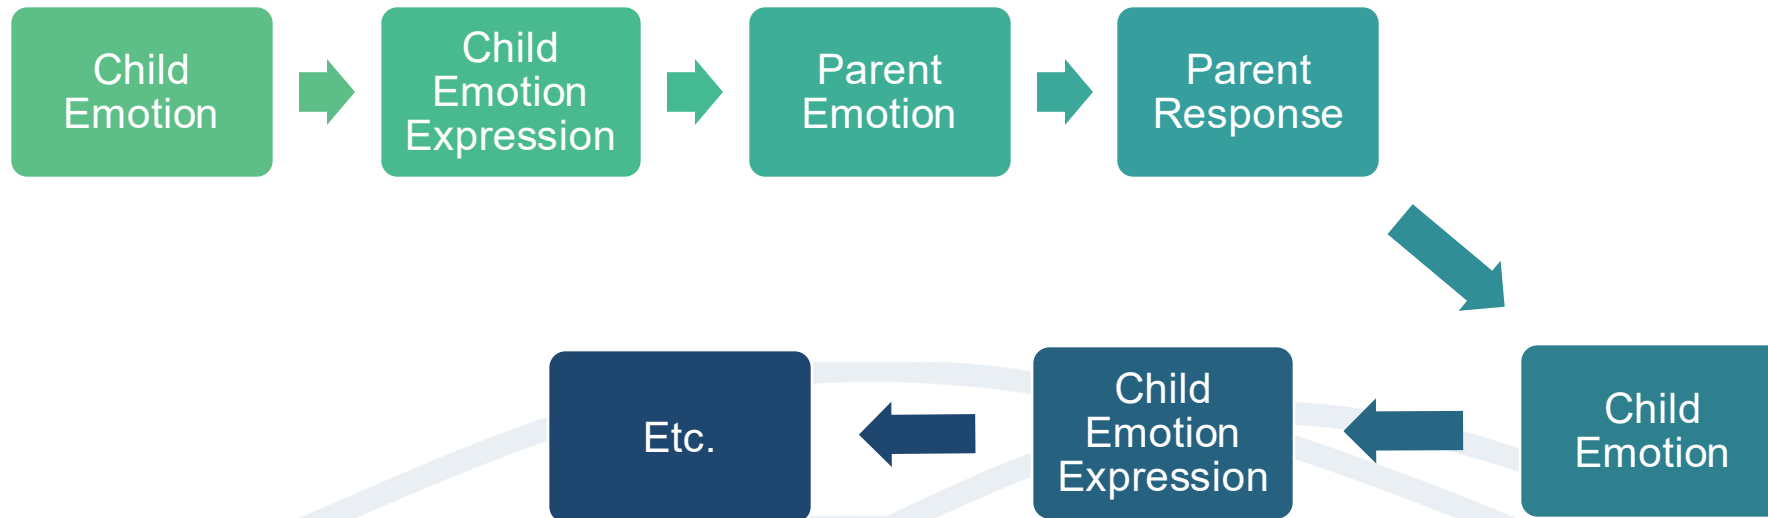 Child
Emotion
Child
Emotion
Expression
Parent
Emotion
Parent
Response
Child
Emotion
Child
Emotion
Expression
Etc.